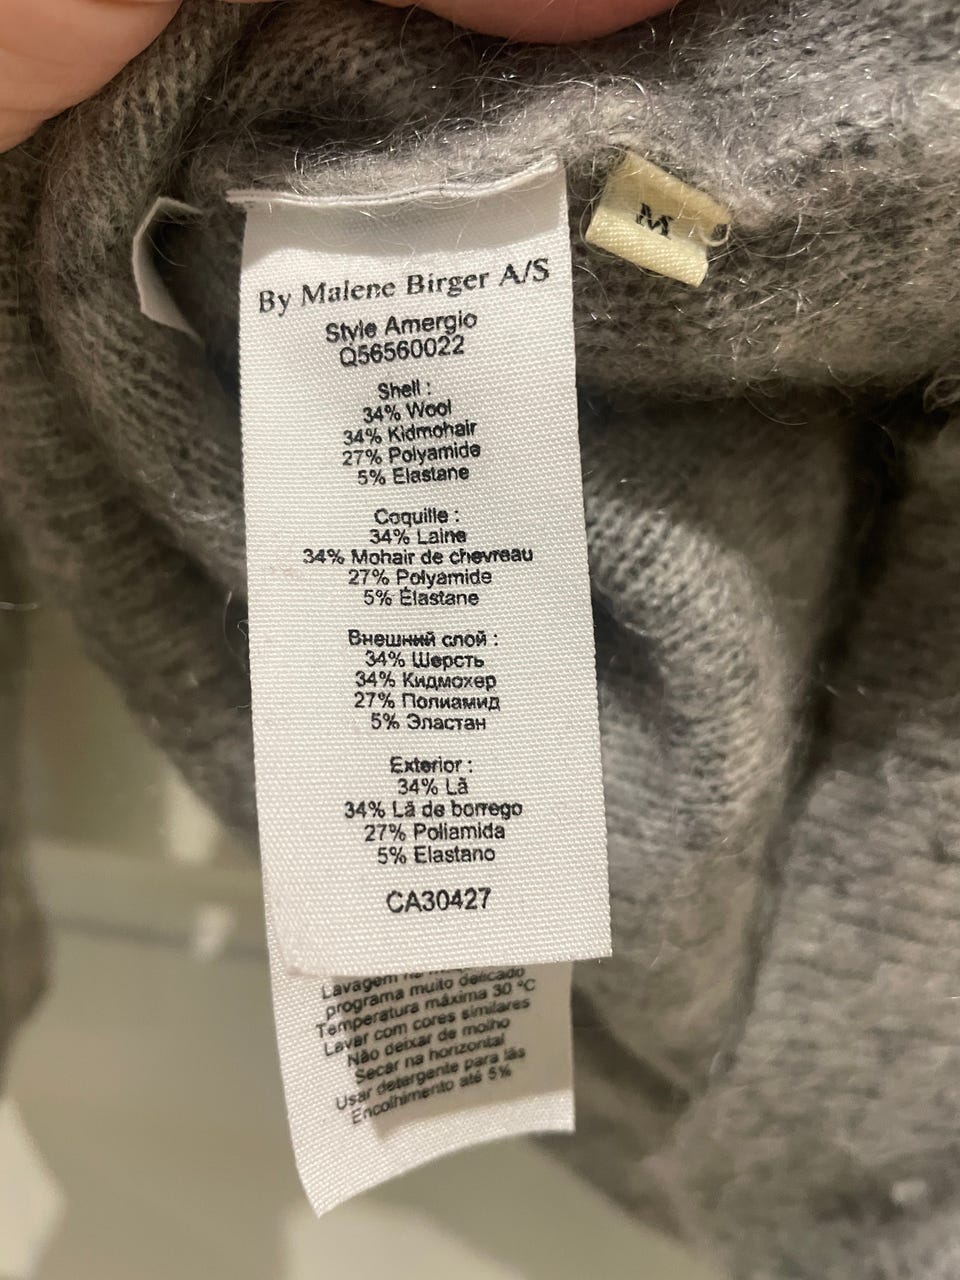 By Malene Birger A/S
Style Amergio
Q56560022
Shell :
34% Wool
34% Kidmohair
27% Polyamide
5% Elastane
Coquille :
34% Laine
34% Mohair de chevreau
27% Polyamide
5% Élastane
Внешний слой :
34% Шерсть
34% Кидмохер
27% Полиамид
5% Эластан
Exterior :
34% Lã
34% Lã de borrego
27% Poliamida
5% Elastano
CA30427
Lavagem
programa muito delicado
Temperatura máxima 30 °C
Lavar com cores similares
Não deixar de molho
Secar na horizontal
Usar detergente para lãs
Encolhimento até 5%
M